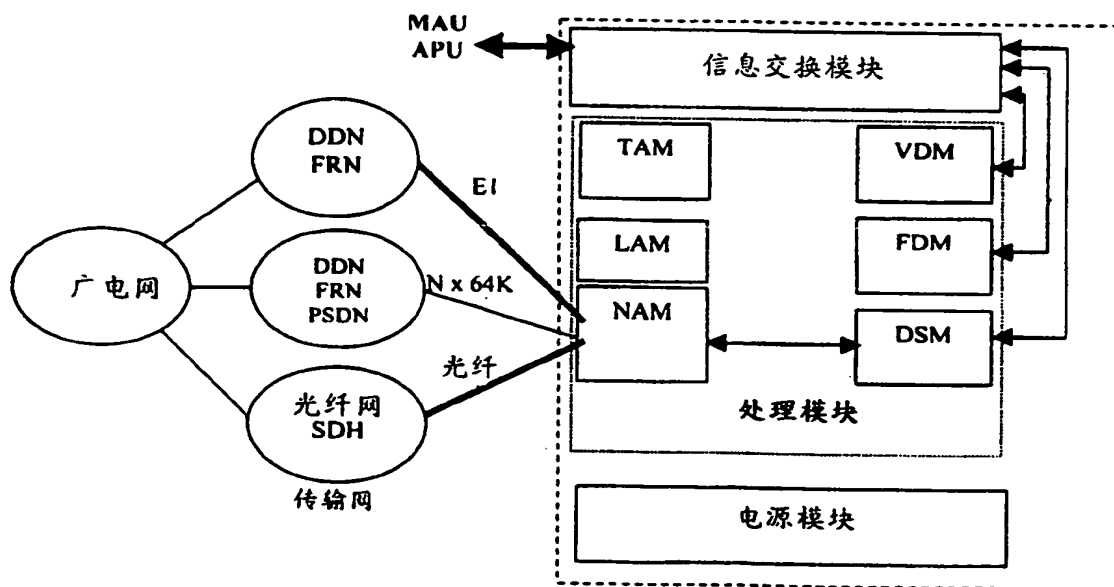 MAU
APU
信息交换模块
DDN
FRN
E1
TAM
VDM
LAM
FDM
广电网
DDN
FRN
PSDN
N x 64K
NAM
DSM
光纤
光纤网
SDH
处理模块
传输网
电源模块